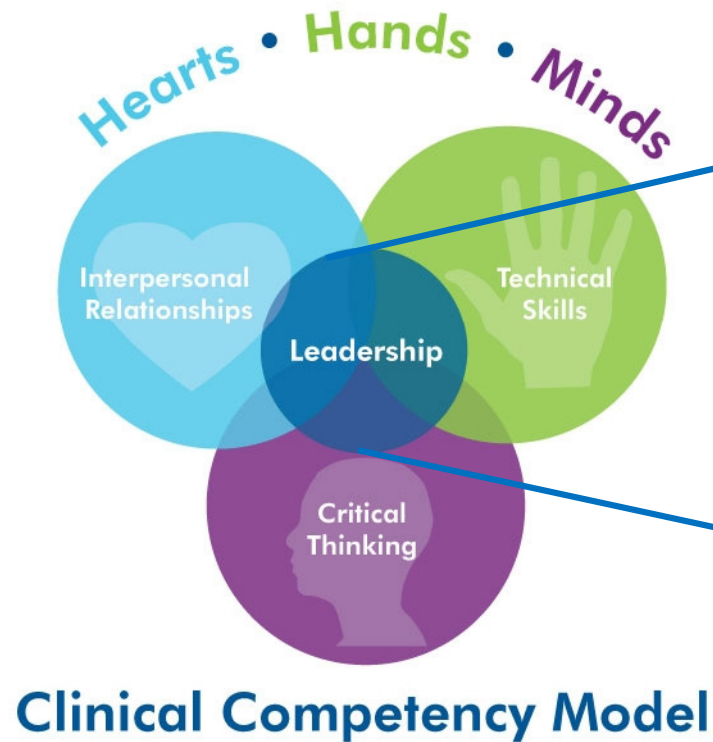 Hearts • Hands • Minds
Interpersonal
Relationships
Technical
Skills
Leadership
Critical
Thinking
Clinical Competency Model